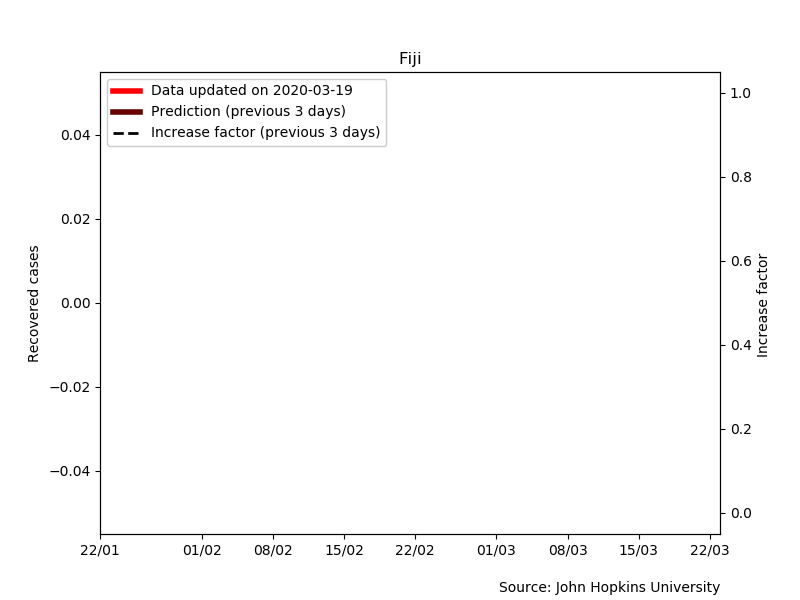 Fiji
Data updated on 2020-03-19
Prediction (previous 3 days)
Increase factor (previous 3 days)
0.04
0.02
0.00
−0.02
−0.04
Recovered cases
1.0
0.8
0.6
0.4
0.2
0.0
Increase factor
22/01 01/02 08/02 15/02 22/02 01/03 08/03 15/03 22/03
Source: John Hopkins University